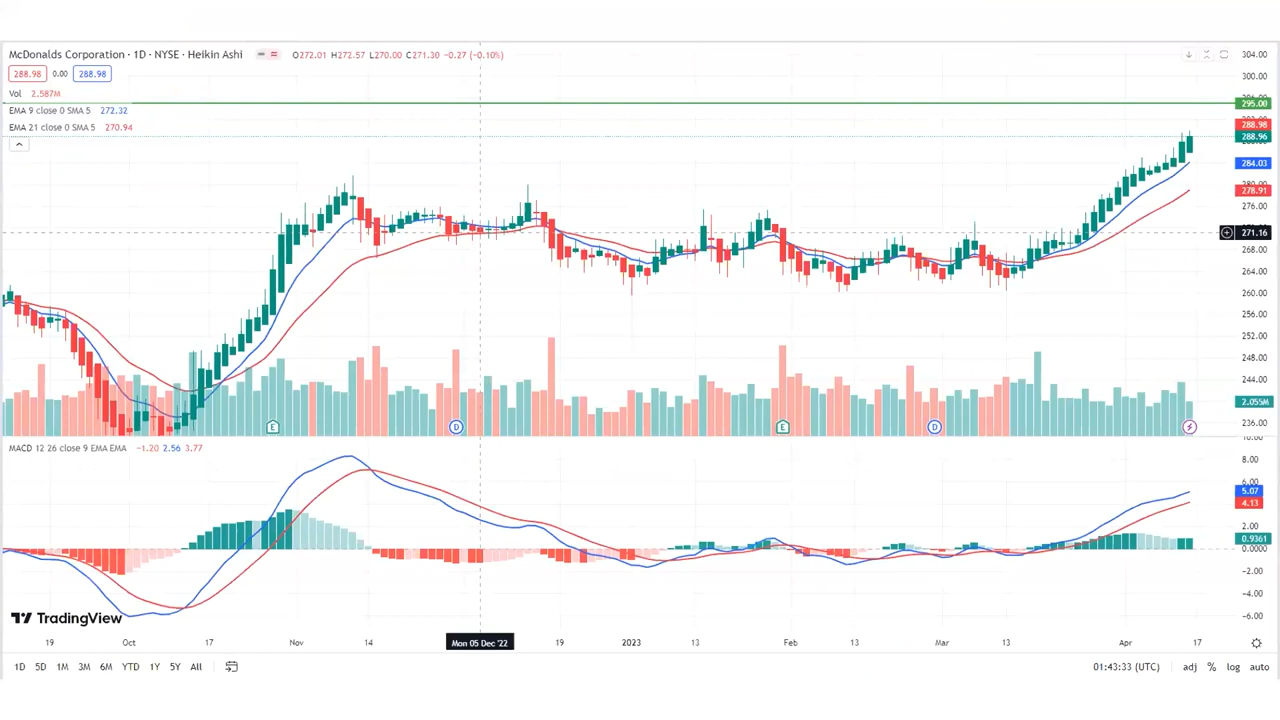 McDonalds Corporation · 1D · NYSE · Heikin Ashi O272.01 H272.57 L270.00 C271.30 −0.27 (−0.10%)
288.98 0.00 288.98
Vol 2.587M
EMA 9 close 0 SMA 5 272.32
EMA 21 close 0 SMA 5 270.94
304.00
300.00
295.00
288.98
288.96
284.03
280.00
278.91
276.00
271.16
268.00
264.00
260.00
256.00
252.00
248.00
244.00
2.055M
236.00
E D E D
MACD 12 26 close 9 EMA EMA −1.20 2.56 3.77
10.00
8.00
6.00
5.07
4.13
2.00
0.9361
0.0000
−2.00
−4.00
−6.00
TradingView
19 Oct 17 Nov 14 Mon 05 Dec '22 19 2023 13 Feb 13 Mar 13 Apr 17
1D 5D 1M 3M 6M YTD 1Y 5Y All 01:43:33 (UTC) adj % log auto